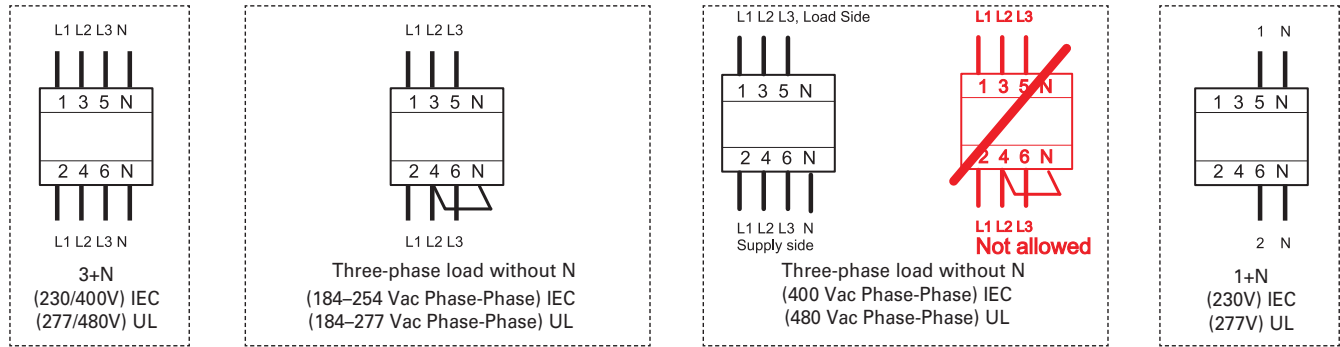 L1 L2 L3 N
1 3 5 N
2 4 6 N
L1 L2 L3 N
3+N
(230/400V) IEC
(277/480V) UL
L1 L2 L3
1 3 5 N
2 4 6 N
L1 L2 L3
Three-phase load without N
(184–254 Vac Phase-Phase) IEC
(184–277 Vac Phase-Phase) UL
L1 L2 L3, Load Side
1 3 5 N
2 4 6 N
L1 L2 L3 N
Supply side
L1 L2 L3
1 3 5 N
2 4 6 N
L1 L2 L3
Not allowed
Three-phase load without N
(400 Vac Phase-Phase) IEC
(480 Vac Phase-Phase) UL
1 N
1 3 5 N
2 4 6 N
2 N
1+N
(230V) IEC
(277V) UL